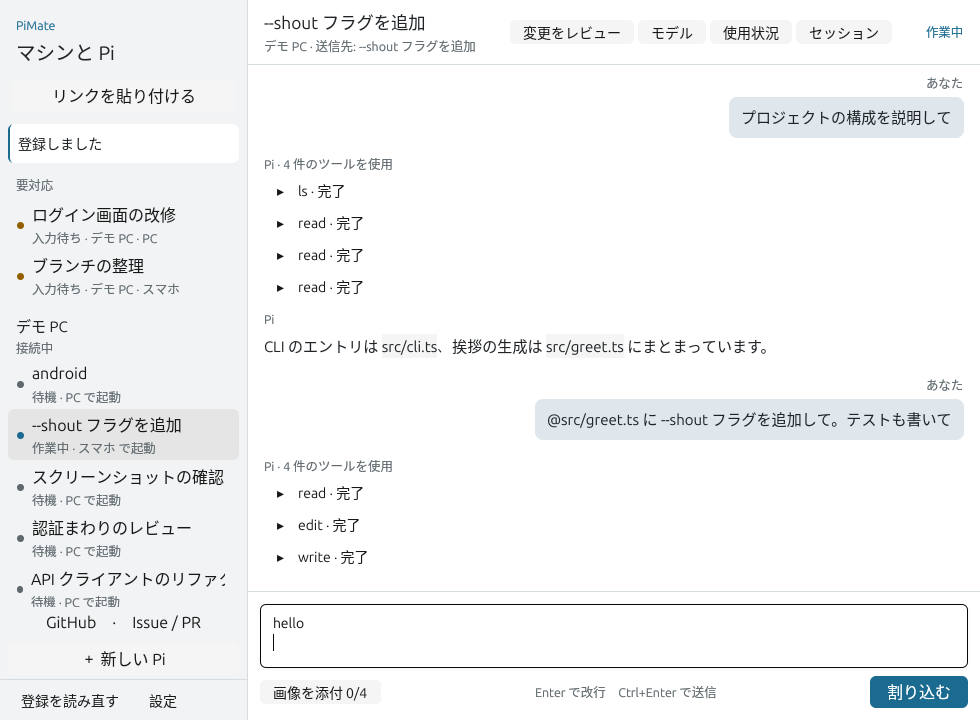 PiMate
マシンと Pi
リンクを貼り付ける
登録しました
要対応
ログイン画面の改修
入力待ち · デモ PC · PC
ブランチの整理
入力待ち · デモ PC · スマホ
デモ PC
接続中
android
待機 · PC で起動
--shout フラグを追加
作業中 · スマホ で起動
スクリーンショットの確認
待機 · PC で起動
認証まわりのレビュー
待機 · PC で起動
API クライアントのリファ
待機 · PC で起動
GitHub · Issue / PR
+ 新しい Pi
登録を読み直す 設定
--shout フラグを追加
デモ PC · 送信先: --shout フラグを追加
変更をレビュー モデル 使用状況 セッション 作業中
あなた
プロジェクトの構成を説明して
Pi · 4 件のツールを使用
▸ ls · 完了
▸ read · 完了
▸ read · 完了
▸ read · 完了
Pi
CLI のエントリは src/cli.ts、挨拶の生成は src/greet.ts にまとまっています。
あなた
@src/greet.ts に --shout フラグを追加して。テストも書いて
Pi · 4 件のツールを使用
▸ read · 完了
▸ edit · 完了
▸ write · 完了
hello
画像を添付 0/4
Enter で改行 Ctrl+Enter で送信
割り込む